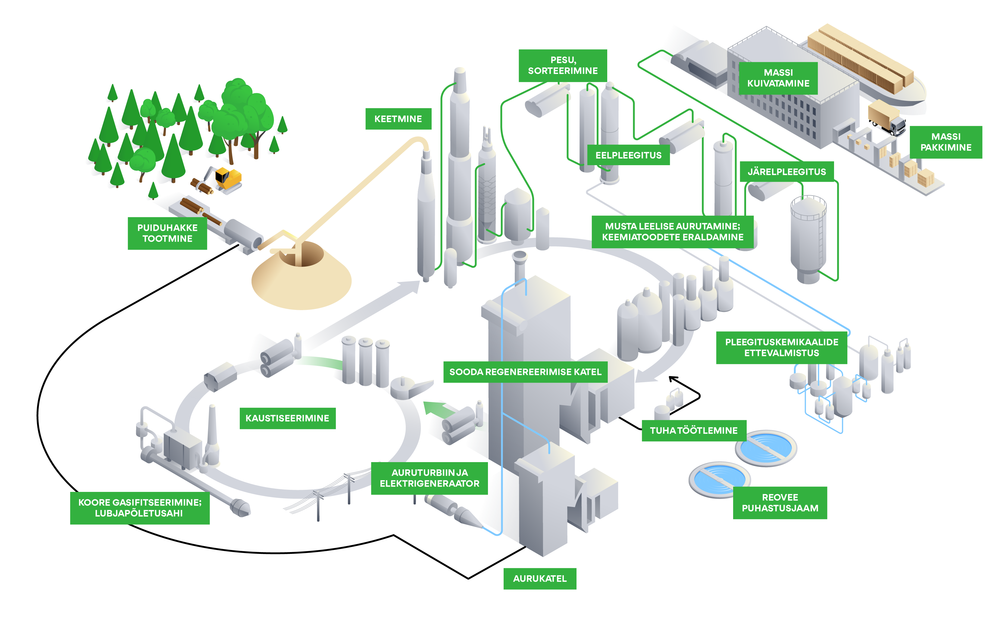 PESU,
SORTEERIMINE
MASSI
KUIVATAMINE
KEETMINE
MASSI
PAKKIMINE
EELPLEEGITUS
JÄRELPLEEGITUS
PUIDUHAKKE
TOOTMINE
MUSTA LEELISE AURUTAMINE;
KEEMIATOODETE ERALDAMINE
PLEEGITUSKEMIKAALIDE
ETTEVALMISTUS
SOODA REGENEREERIMISE KATEL
KAUSTISEERIMINE
TUHA TÖÖTLEMINE
AURUTURBIIN JA
ELEKTRIGENERAATOR
KOORE GASIFITSEERIMINE;
LUBJAPÕLETUSAHI
REOVEE
PUHASTUSJAAM
AURUKATEL